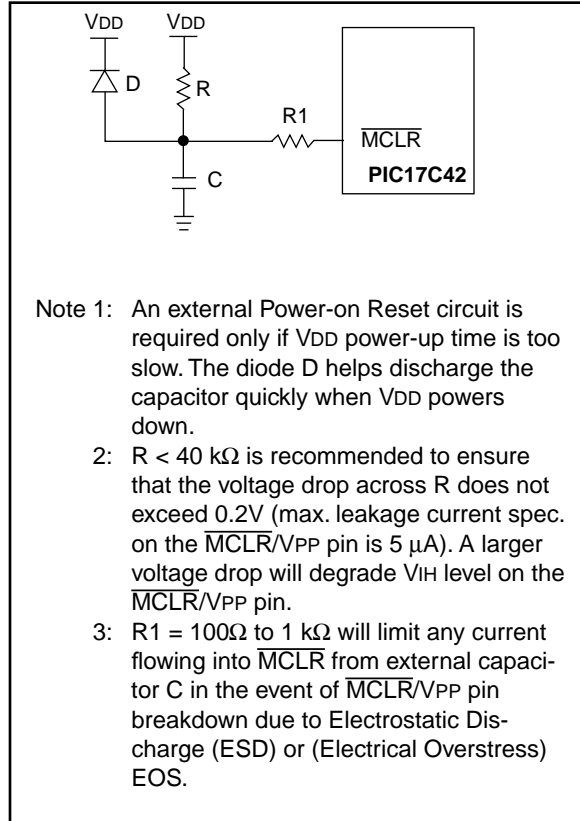 VDD VDD
D
R
R1
MCLR
PIC17C42
C
Note 1: An external Power-on Reset circuit is
required only if VDD power-up time is too
slow. The diode D helps discharge the
capacitor quickly when VDD powers
down.
2: R < 40 kΩ is recommended to ensure
that the voltage drop across R does not
exceed 0.2V (max. leakage current spec.
on the MCLR/VPP pin is 5 μA). A larger
voltage drop will degrade VIH level on the
MCLR/VPP pin.
3: R1 = 100Ω to 1 kΩ will limit any current
flowing into MCLR from external capaci-
tor C in the event of MCLR/VPP pin
breakdown due to Electrostatic Dis-
charge (ESD) or (Electrical Overstress)
EOS.